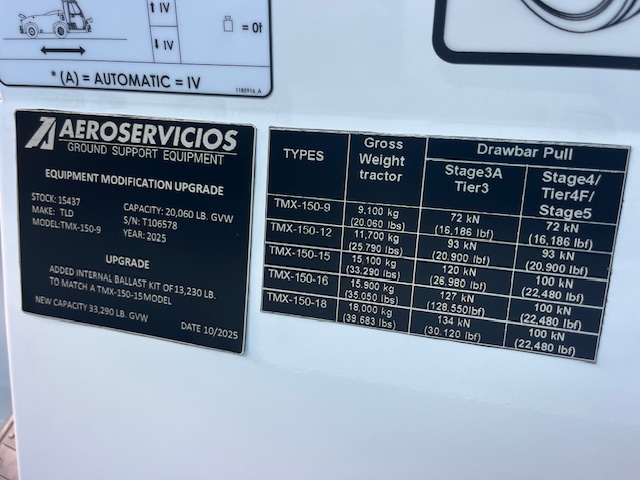 ↑ IV
↓ IV
= 0t
* (A) = AUTOMATIC = IV
1182916 A
AEROSERVICIOS
GROUND SUPPORT EQUIPMENT
EQUIPMENT MODIFICATION UPGRADE
STOCK: 15437
CAPACITY: 20,060 LB. GVW
MAKE: TLD
S/N: T106578
MODEL:TMX-150-9
YEAR: 2025
UPGRADE
ADDED INTERNAL BALLAST KIT OF 13,230 LB.
TO MATCH A TMX-150-15 MODEL
NEW CAPACITY 33,290 LB. GVW
DATE 10/2025
TYPES
Gross
Weight
tractor
Drawbar Pull
Stage3A
Tier3
Stage4/
Tier4F/
Stage5
TMX-150-9
9,100 kg
(20.060 lbs)
72 kN
(16,186 lbf)
72 kN
(16,186 lbf)
TMX-150-12
11,700 kg
(25.790 lbs)
93 kN
(20.900 lbf)
93 kN
(20.900 lbf)
TMX-150-15
15,100 kg
(33,290 lbs)
120 kN
(26,980 lbf)
100 kN
(22,480 lbf)
TMX-150-16
15,900 kg
(35,050 lbs)
127 kN
(128.550lbf)
100 kN
(22,480 lbf)
TMX-150-18
18,000 kg
(39.683 lbs)
134 kN
(30.120 lbf)
100 kN
(22,480 lbf)